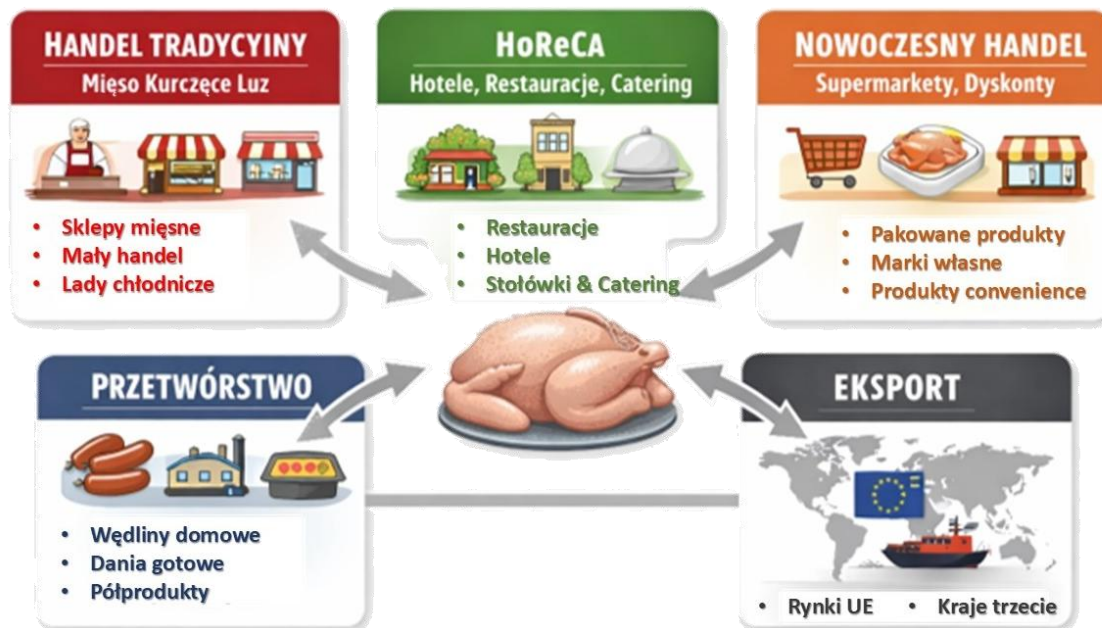 HANDEL TRADYCYJNY
Mięso Kurczęce Luz
• Sklepy mięsne
• Mały handel
• Lady chłodnicze
HoReCA
Hotele, Restauracje, Catering
• Restauracje
• Hotele
• Stołówki & Catering
NOWOCZESNY HANDEL
Supermarkety, Dyskonty
• Pakowane produkty
• Marki własne
• Produkty convenience
PRZETWÓRSTWO
• Wędliny domowe
• Dania gotowe
• Półprodukty
EKSPORT
• Rynki UE • Kraje trzecie